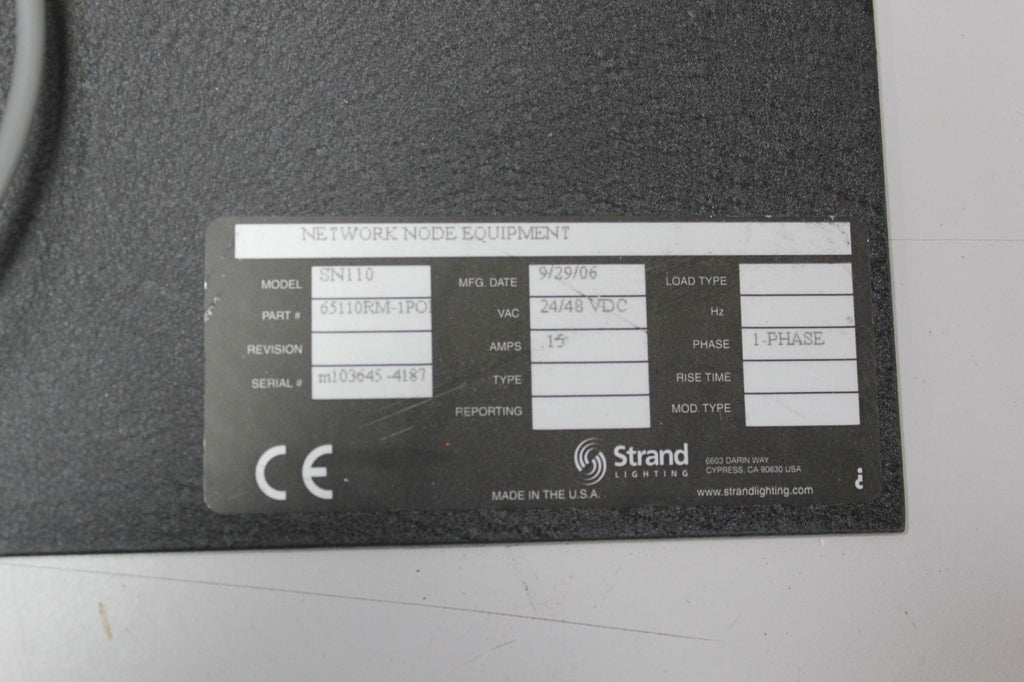 NETWORK NODE EQUIPMENT
MODEL SN110 MFG. DATE 9/29/06 LOAD TYPE
PART # 65110RM-1PO VAC 24/48 VDC Hz
REVISION AMPS .15 PHASE 1-PHASE
SERIAL # m103645-4187 TYPE RISE TIME
REPORTING MOD. TYPE
CE
Strand
LIGHTING
6603 DARIN WAY
CYPRESS, CA 90630 USA
MADE IN THE U.S.A.
www.strandlighting.com